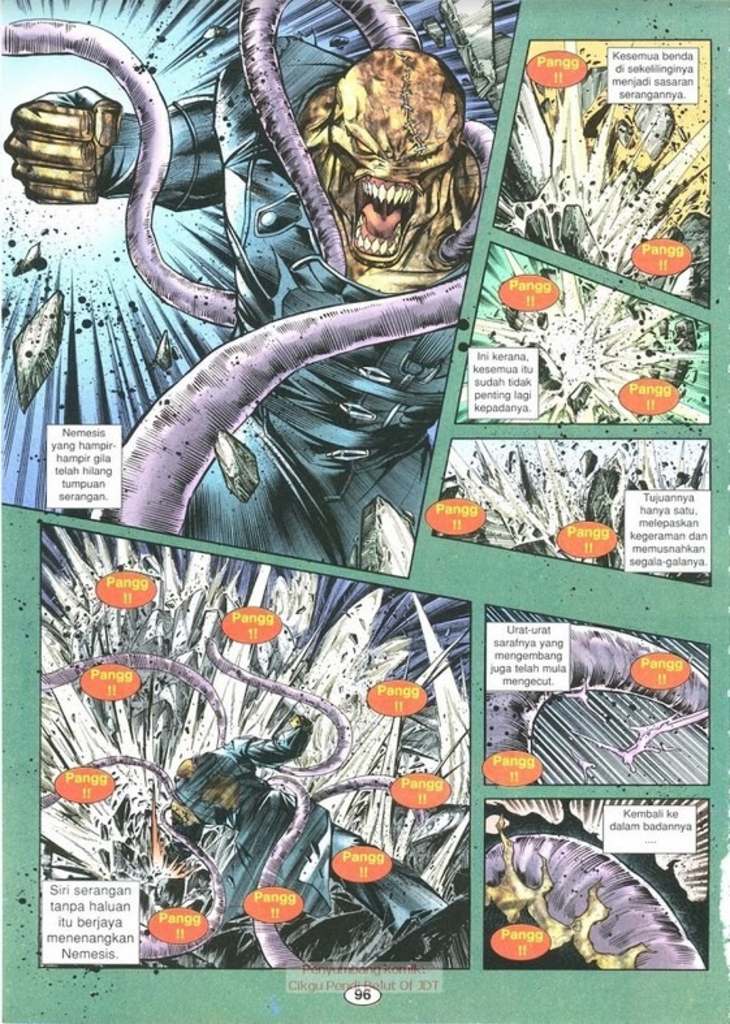 Nemesis
yang hampir-
hampir gila
telah hilang
tumpuan
serangan.
Pangg
!!
Kesemua benda
di sekelilinginya
menjadi sasaran
serangannya.
Pangg
!!
Pangg
!!
Ini kerana,
kesemua itu
sudah tidak
penting lagi
kepadanya.
Pangg
!!
Pangg
!!
Pangg
!!
Tujuannya
hanya satu,
melepaskan
kegeraman dan
memusnahkan
segala-galanya.
Pangg
!!
Pangg
!!
Pangg
!!
Pangg
!!
Pangg
!!
Pangg
!!
Pangg
!!
Siri serangan
tanpa haluan
itu berjaya
menenangkan
Nemesis.
Pangg
!!
Pangg
!!
Pangg
!!
Urat-urat
sarafnya yang
mengembang
juga telah mula
mengecut.
Pangg
!!
Pangg
!!
Kembali ke
dalam badannya
....
Pangg
!!
Penyumbang komik:
Cikgu Pendi Belut Of JDT
96